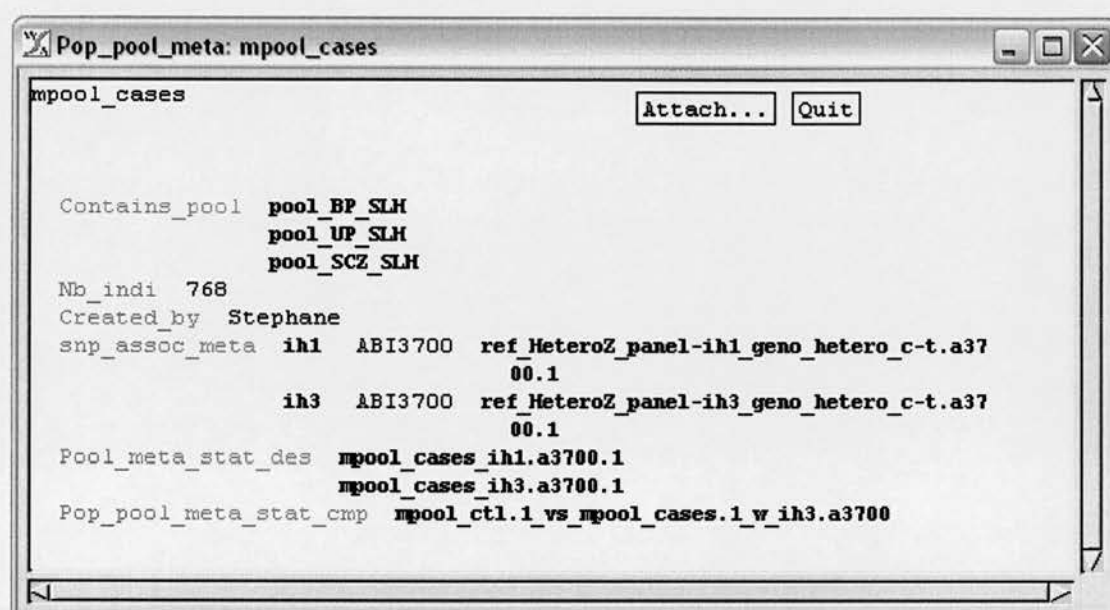 Pop_pool_meta: mpool_cases
mpool_cases
Attach... Quit
Contains_pool pool_BP_SLH
pool_UP_SLH
pool_SCZ_SLH
Nb_indi 768
Created_by Stephane
snp_assoc_meta ih1 ABI3700 ref_HeteroZ_panel-ih1_geno_hetero_c-t.a37
00.1
ih3 ABI3700 ref_HeteroZ_panel-ih3_geno_hetero_c-t.a37
00.1
Pool_meta_stat_des mpool_cases_ih1.a3700.1
mpool_cases_ih3.a3700.1
Pop_pool_meta_stat_cmp mpool_ctl.1_vs_mpool_cases.1_w_ih3.a3700